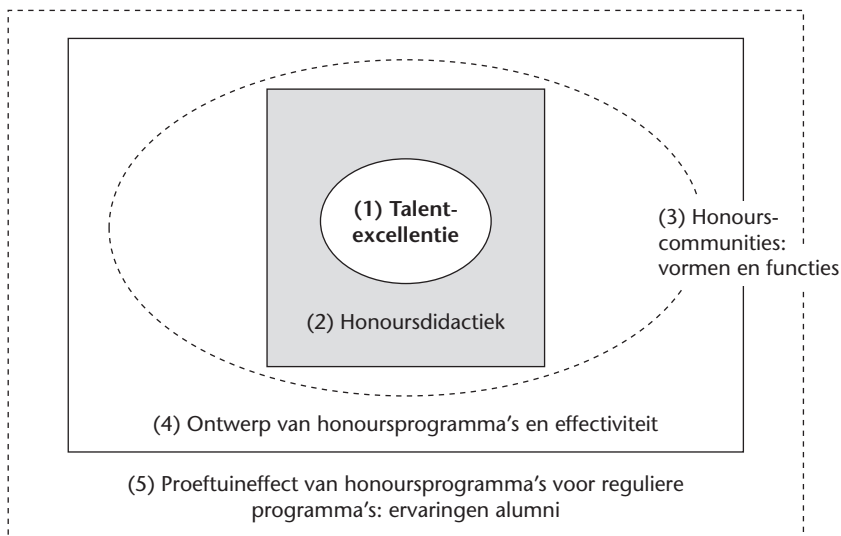 (1) Talent-
excellentie
(3) Honours-
communities:
vormen en functies
(2) Honoursdidactiek
(4) Ontwerp van honoursprogramma's en effectiviteit
(5) Proeftuineffect van honoursprogramma's voor reguliere
programma's: ervaringen alumni